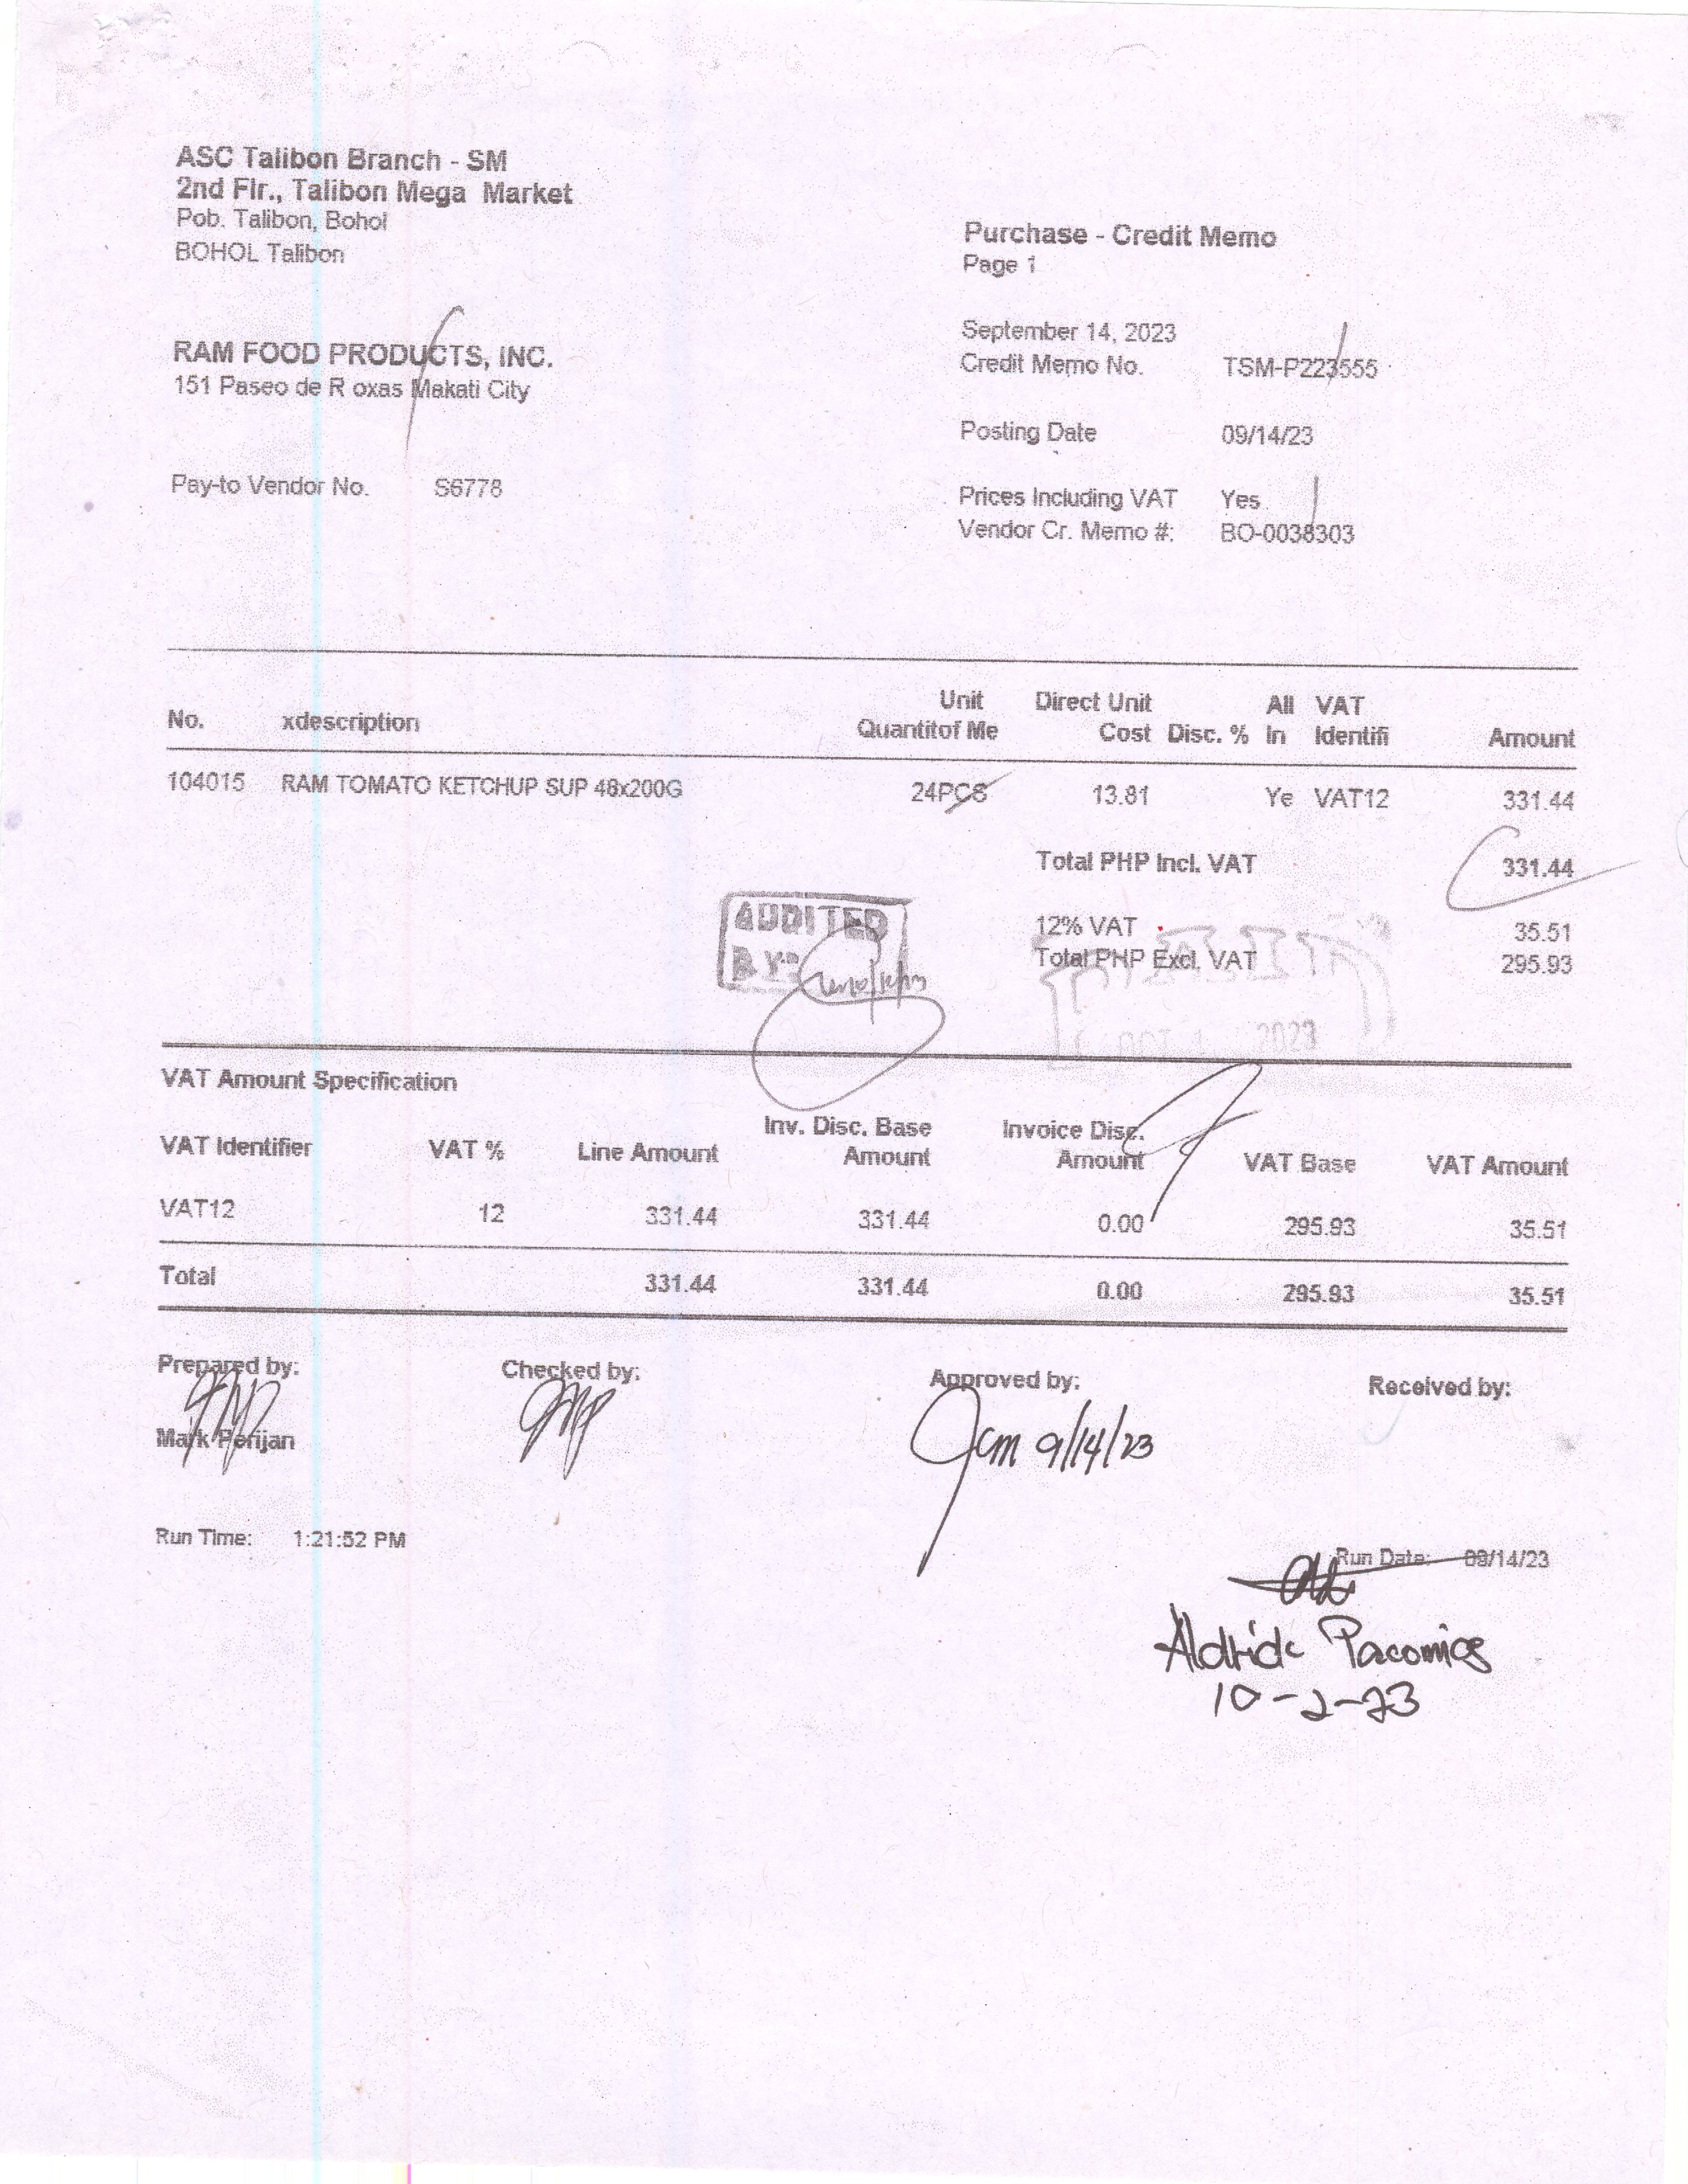 ASC Talibon Branch - SM
2nd Flr., Talibon Mega Market
Pob. Talibon, Bohol
BOHOL Talibon
Purchase - Credit Memo
Page 1
September 14, 2023
RAM FOOD PRODUCTS, INC.
151 Paseo de R oxas Makati City
Credit Memo No. TSM-P223555
Posting Date 09/14/23
Pay-to Vendor No. S6778
Prices Including VAT Yes
Vendor Cr. Memo #: BO-0038303
Unit Direct Unit All VAT
No. xdescription Quantitof Me Cost Disc. % In Identifi Amount
104015 RAM TOMATO KETCHUP SUP 48x200G 24PCS 13.81 Ye VAT12 331.44
Total PHP Incl. VAT 331.44
12% VAT 35.51
Total PHP Excl. VAT 295.93
AUDITED
BY:
2023
VAT Amount Specification
Inv. Disc. Base Invoice Disc.
VAT Identifier VAT % Line Amount Amount Amount VAT Base VAT Amount
VAT12 12 331.44 331.44 0.00 295.93 35.51
Total 331.44 331.44 0.00 295.93 35.51
Prepared by: Checked by: Approved by: Received by:
Mark Perijan
9/14/23
Run Time: 1:21:52 PM
Run Date: 09/14/23
10-2-23